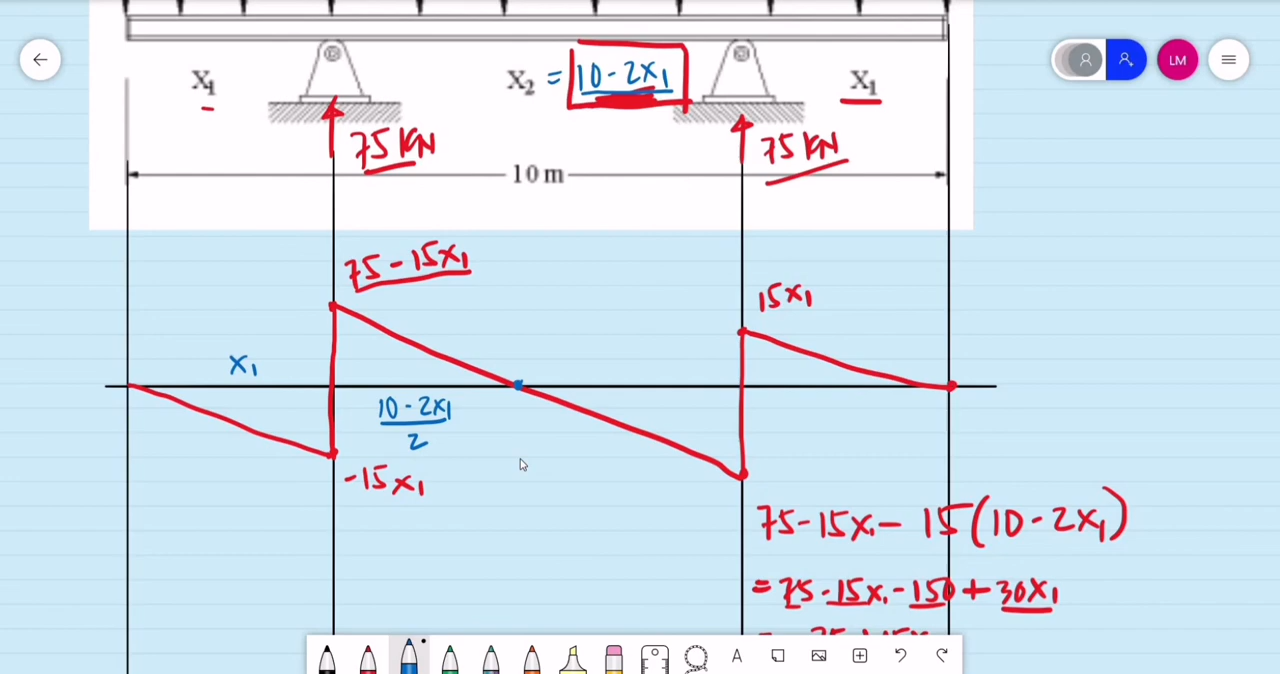 X1 X2 = 10 - 2x1 X1
75 KN 75 KN
10 m
75 - 15x1
15x1
x1
10 - 2x1
2
-15x1
75 - 15x1 - 15(10 - 2x1)
= 75 - 15x1 - 150 + 30x1
LM
A